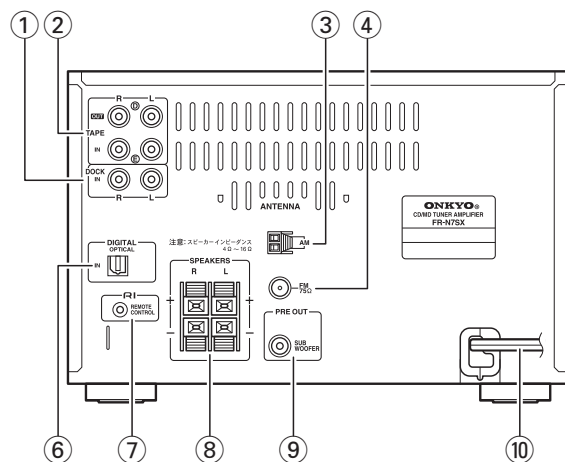 ① ② ③ ④
R Ⓓ L
OUT
TAPE
IN
Ⓔ
DOCK
IN
R L
ANTENNA
AM
ONKYO®
CD/MD TUNER AMPLIFIER
FR-N7SX
DIGITAL
OPTICAL
IN
注意:スピーカーインピーダンス
4Ω〜16Ω
SPEAKERS
R L
+ +
− −
FM
75Ω
RI
REMOTE
CONTROL
PRE OUT
SUB
WOOFER
⑥ ⑦ ⑧ ⑨ ⑩